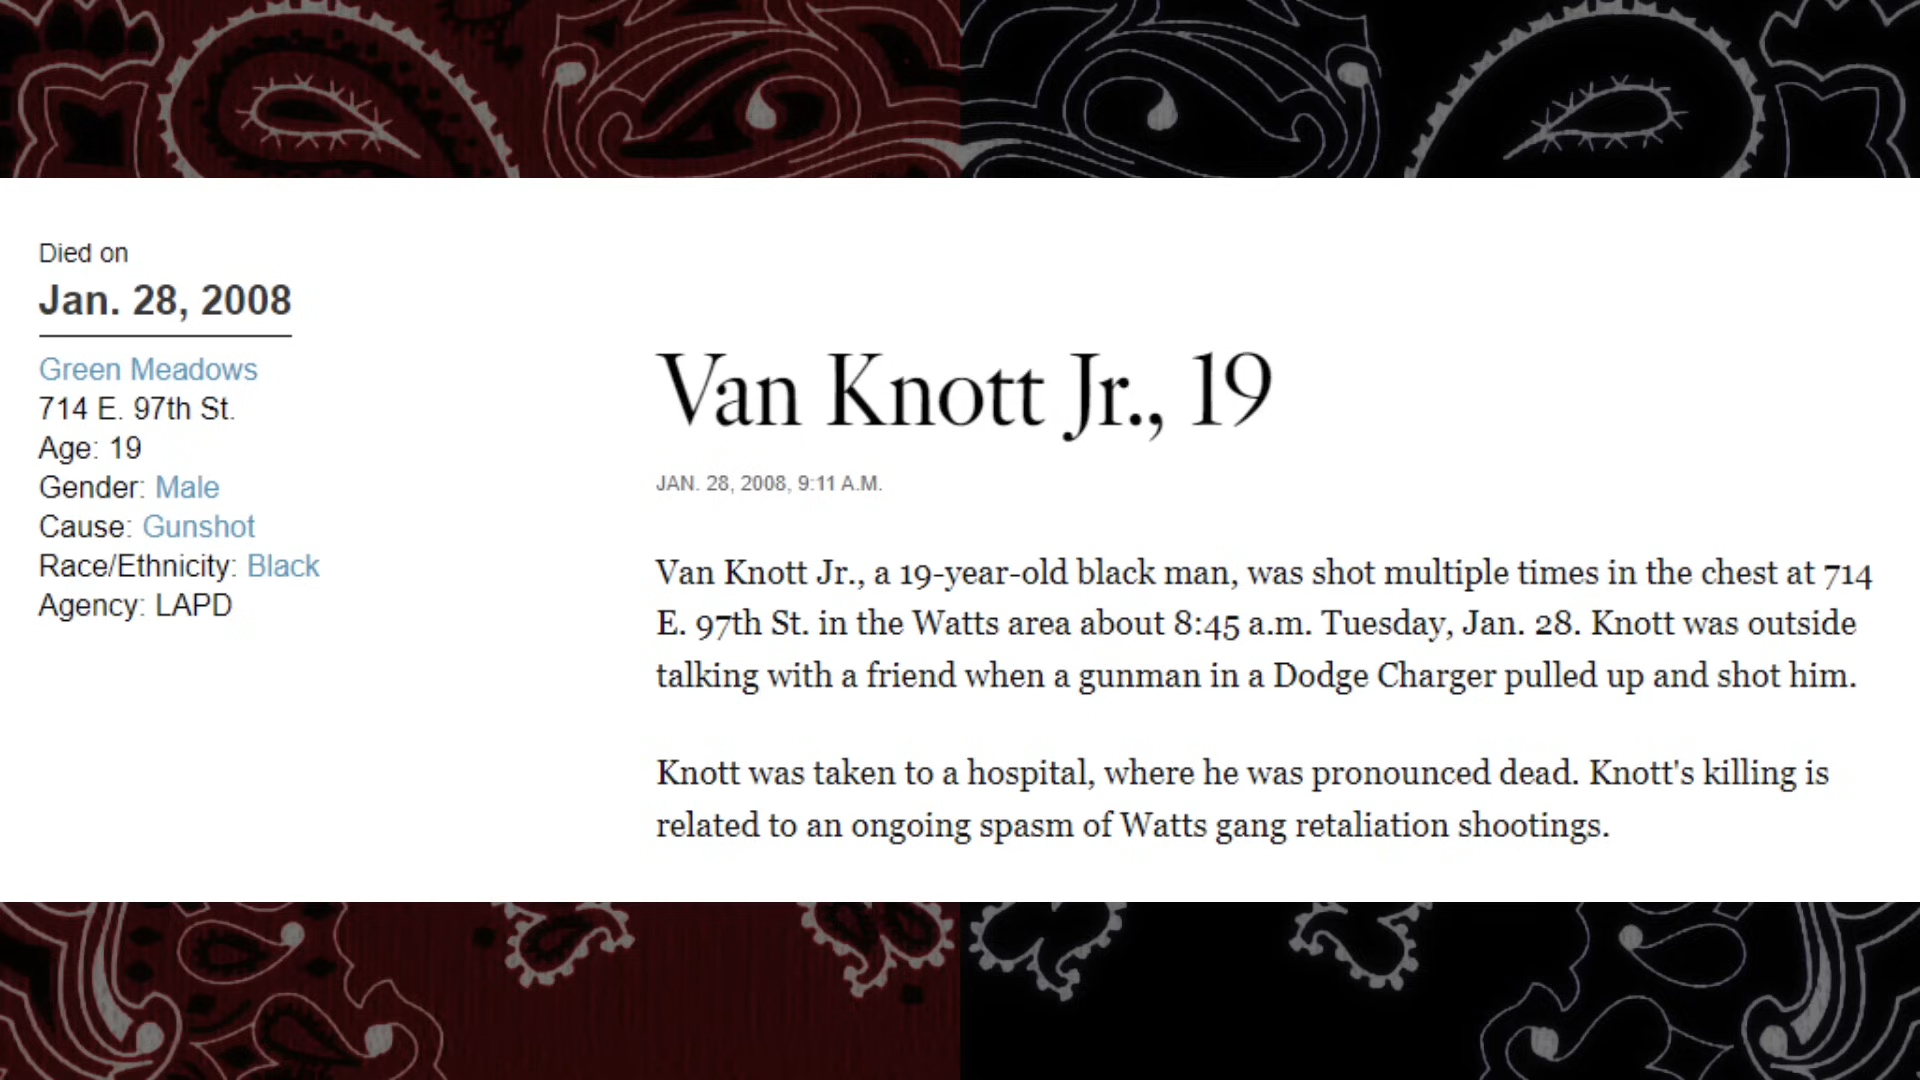 Died on
Jan. 28, 2008
Green Meadows
714 E. 97th St.
Age: 19
Gender: Male
Cause: Gunshot
Race/Ethnicity: Black
Agency: LAPD
Van Knott Jr., 19
JAN. 28, 2008, 9:11 A.M.
Van Knott Jr., a 19-year-old black man, was shot multiple times in the chest at 714
E. 97th St. in the Watts area about 8:45 a.m. Tuesday, Jan. 28. Knott was outside
talking with a friend when a gunman in a Dodge Charger pulled up and shot him.
Knott was taken to a hospital, where he was pronounced dead. Knott's killing is
related to an ongoing spasm of Watts gang retaliation shootings.